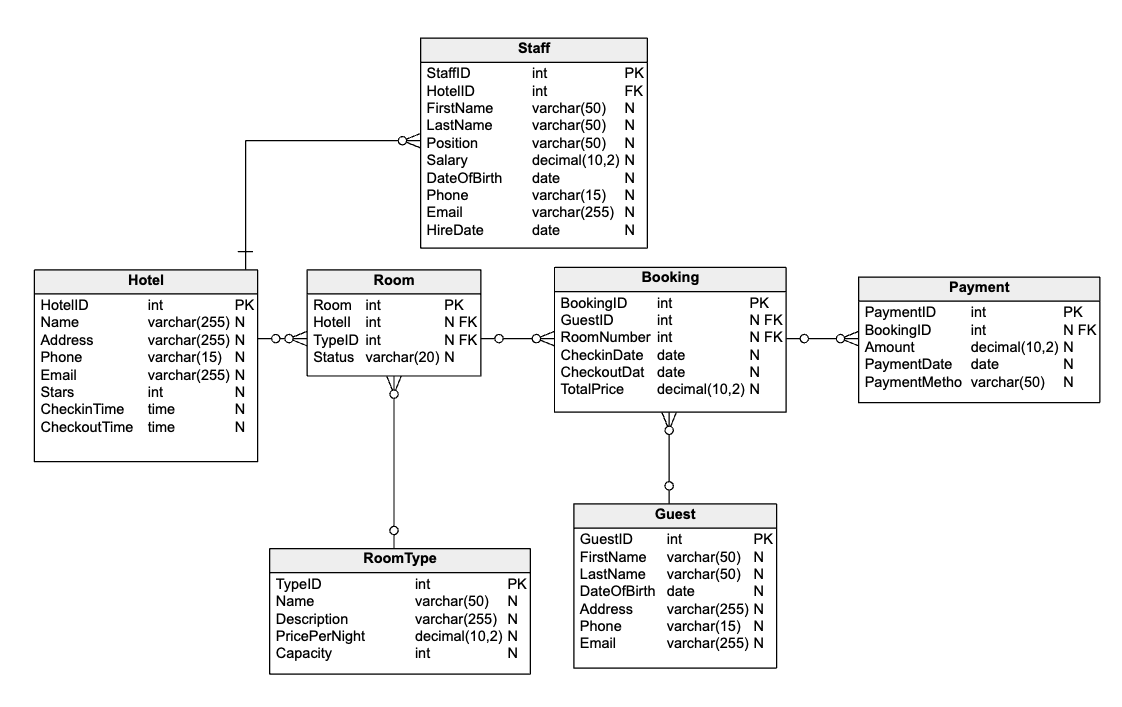 Staff
StaffID int PK
HotelID int FK
FirstName varchar(50) N
LastName varchar(50) N
Position varchar(50) N
Salary decimal(10,2) N
DateOfBirth date N
Phone varchar(15) N
Email varchar(255) N
HireDate date N
Hotel
HotelID int PK
Name varchar(255) N
Address varchar(255) N
Phone varchar(15) N
Email varchar(255) N
Stars int N
CheckinTime time N
CheckoutTime time N
Room
Room int PK
HotelI int N FK
TypeID int N FK
Status varchar(20) N
Booking
BookingID int PK
GuestID int N FK
RoomNumber int N FK
CheckinDate date N
CheckoutDat date N
TotalPrice decimal(10,2) N
Payment
PaymentID int PK
BookingID int N FK
Amount decimal(10,2) N
PaymentDate date N
PaymentMetho varchar(50) N
RoomType
TypeID int PK
Name varchar(50) N
Description varchar(255) N
PricePerNight decimal(10,2) N
Capacity int N
Guest
GuestID int PK
FirstName varchar(50) N
LastName varchar(50) N
DateOfBirth date N
Address varchar(255) N
Phone varchar(15) N
Email varchar(255) N